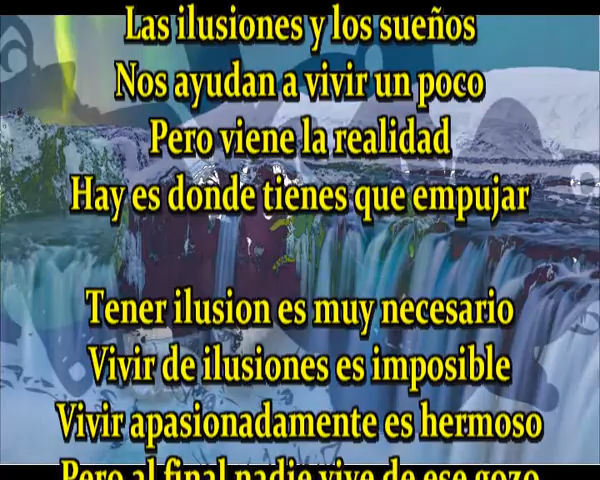 Las ilusiones y los sueños
Nos ayudan a vivir un poco
Pero viene la realidad
Hay es donde tienes que empujar
Tener ilusion es muy necesario
Vivir de ilusiones es imposible
Vivir apasionadamente es hermoso
Pero al final nadie vive de ese gozo